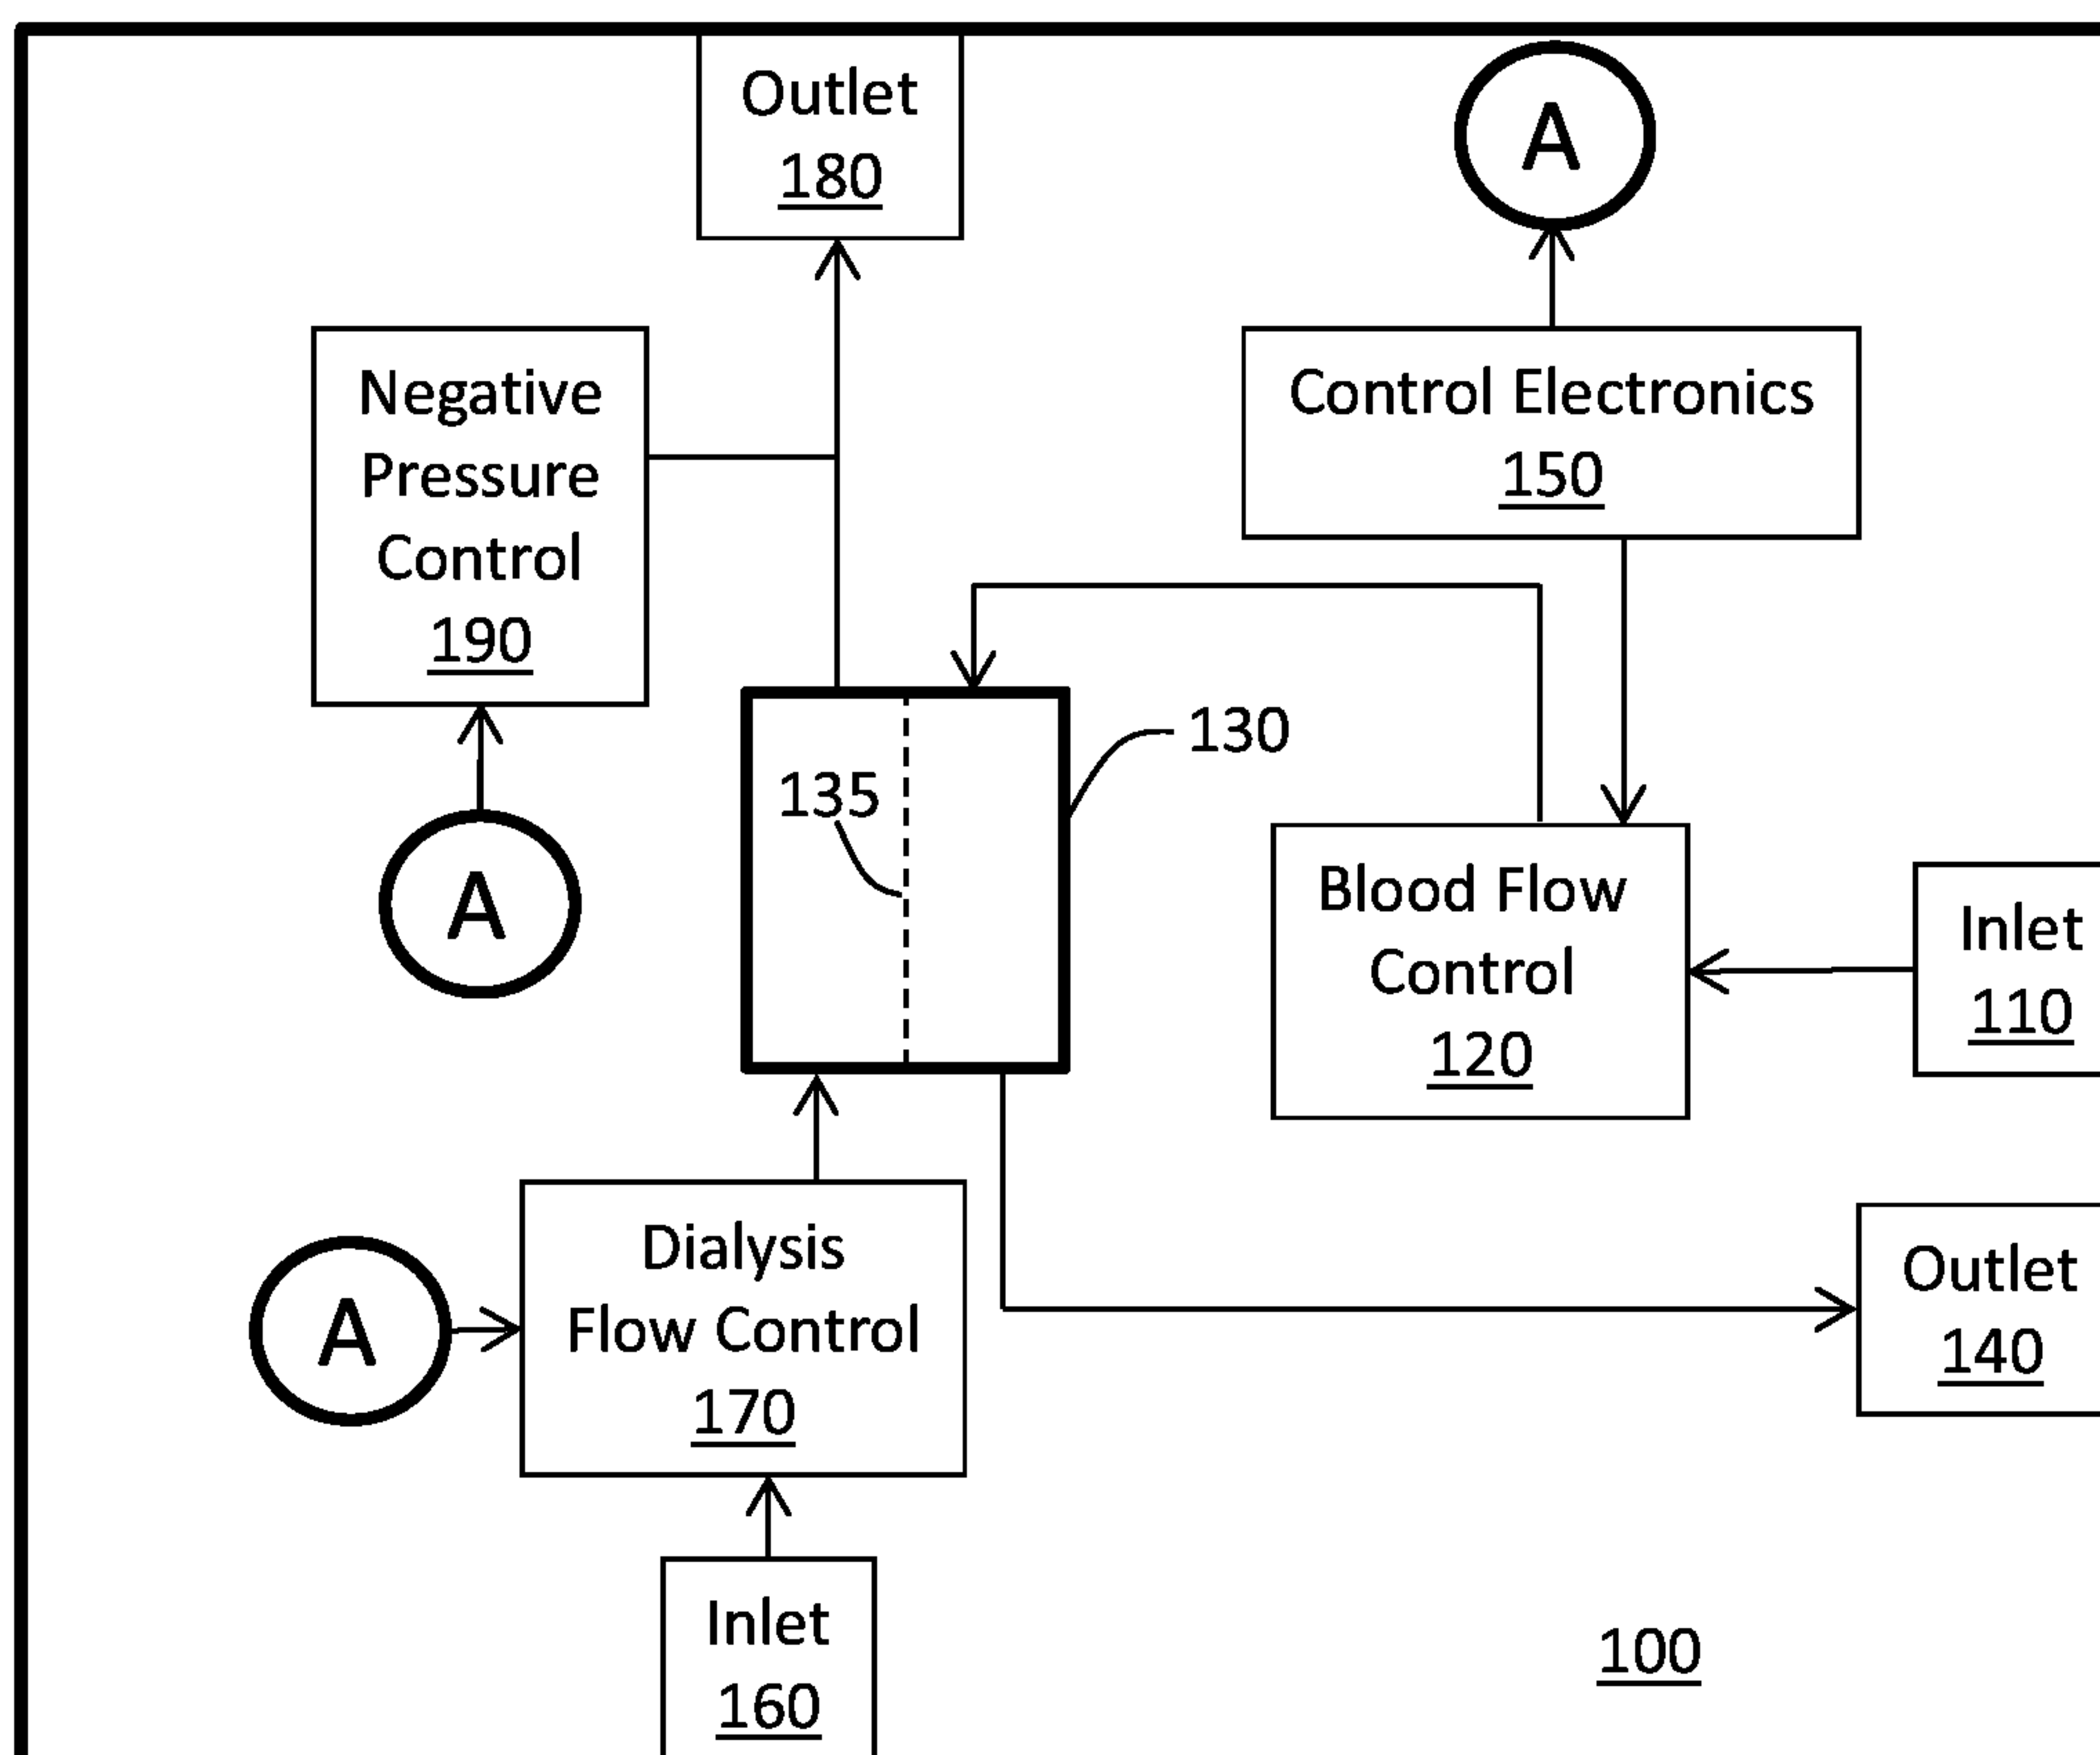 Outlet
180
A
Negative
Pressure
Control
190
Control Electronics
150
130
135
A
Blood Flow
Control
120
Inlet
110
Dialysis
Flow Control
170
A
Outlet
140
Inlet
160
100